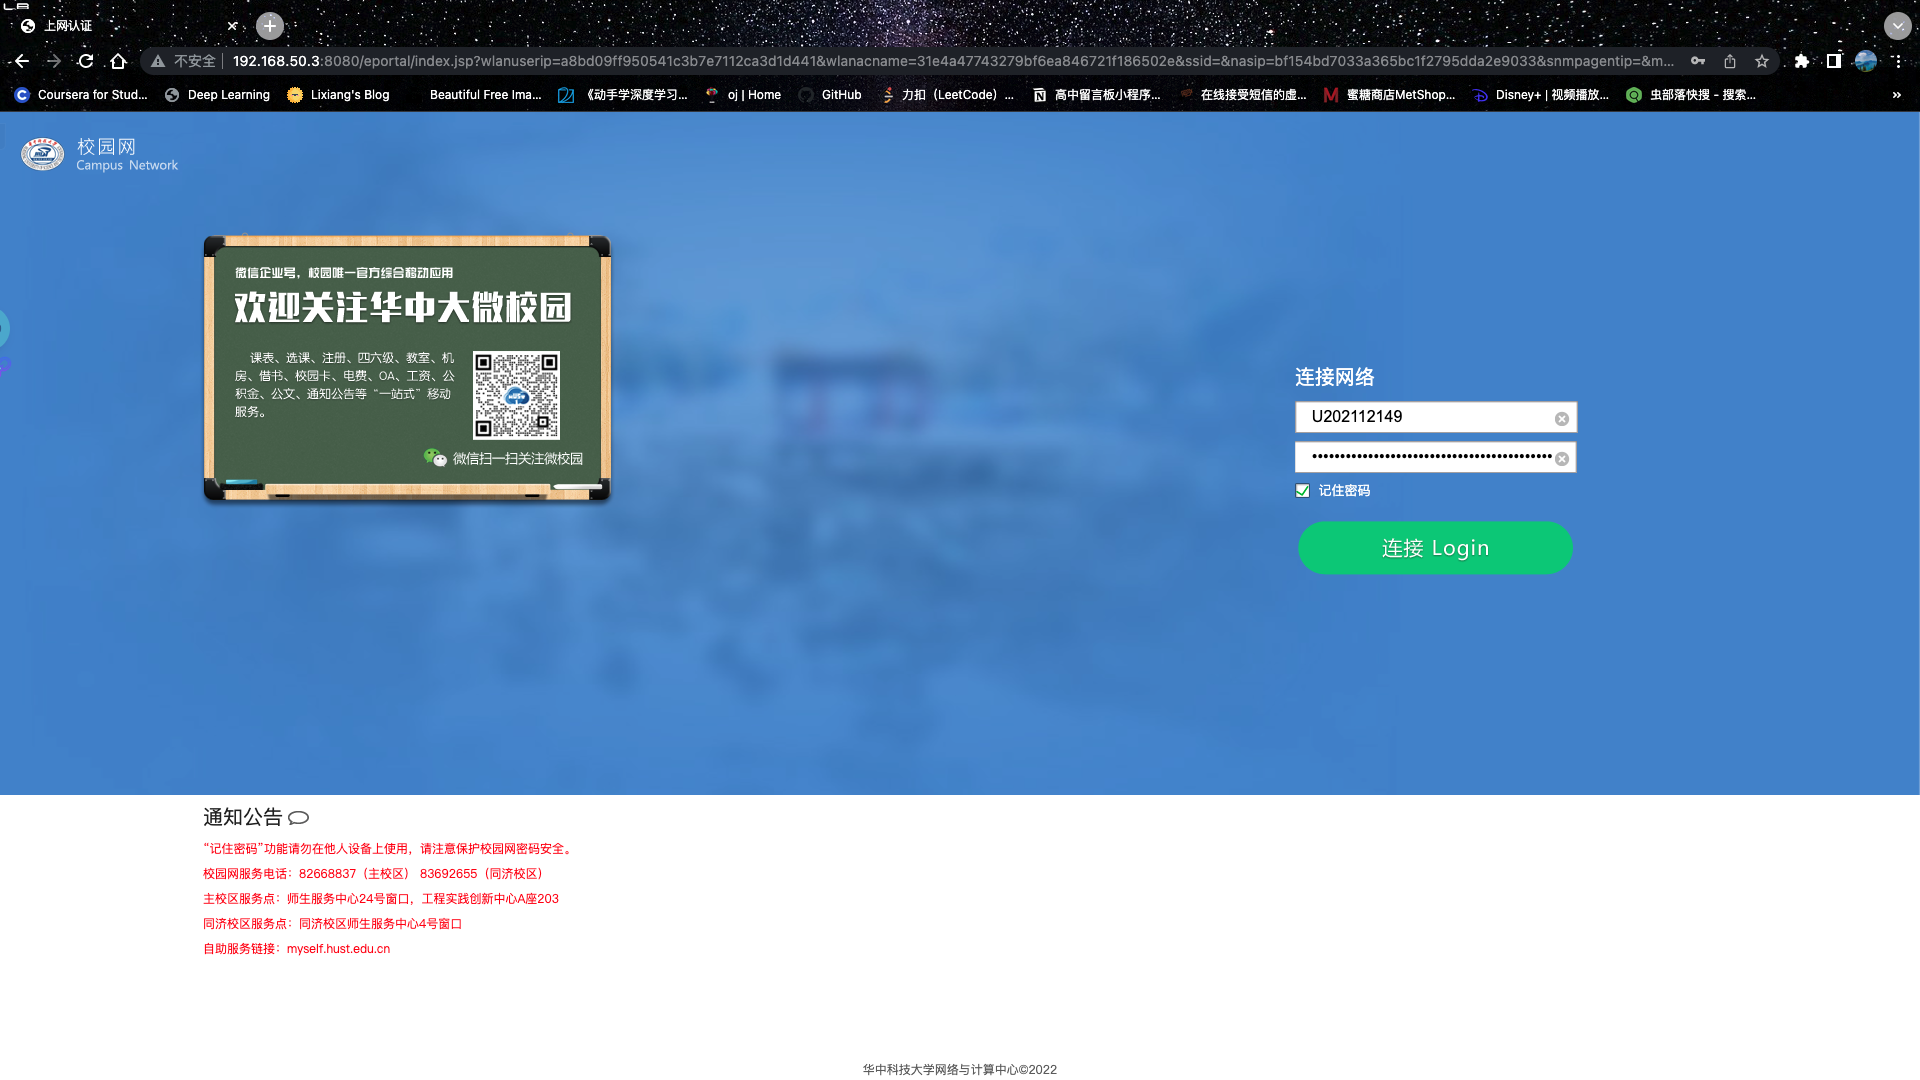 上网认证
不安全 192.168.50.3:8080/eportal/index.jsp?wlanuserip=a8bd09ff950541c3b7e7112ca3d1d441&wlanacname=31e4a47743279bf6ea846721f186502e&ssid=&nasip=bf154bd7033a365bc1f2795dda2e9033&snmpagentip=&m...
Coursera for Stud... Deep Learning Lixiang's Blog Beautiful Free Ima... 《动手学深度学习... oj | Home GitHub 力扣（LeetCode）... 高中留言板小程序... 在线接受短信的虚... 蜜糖商店MetShop... Disney+ | 视频播放... 虫部落快搜 - 搜索... »
校园网
Campus Network
微信企业号，校园唯一官方综合移动应用
欢迎关注华中大微校园
课表、选课、注册、四六级、教室、机
房、借书、校园卡、电费、OA、工资、公
积金、公文、通知公告等“一站式”移动
服务。
微信扫一扫关注微校园
连接网络
U202112149
••••••••••••••••••••••••••••••••••••••••••
记住密码
连接 Login
通知公告
“记住密码”功能请勿在他人设备上使用，请注意保护校园网密码安全。
校园网服务电话：82668837（主校区） 83692655（同济校区）
主校区服务点：师生服务中心24号窗口，工程实践创新中心A座203
同济校区服务点：同济校区师生服务中心4号窗口
自助服务链接：myself.hust.edu.cn
华中科技大学网络与计算中心©2022